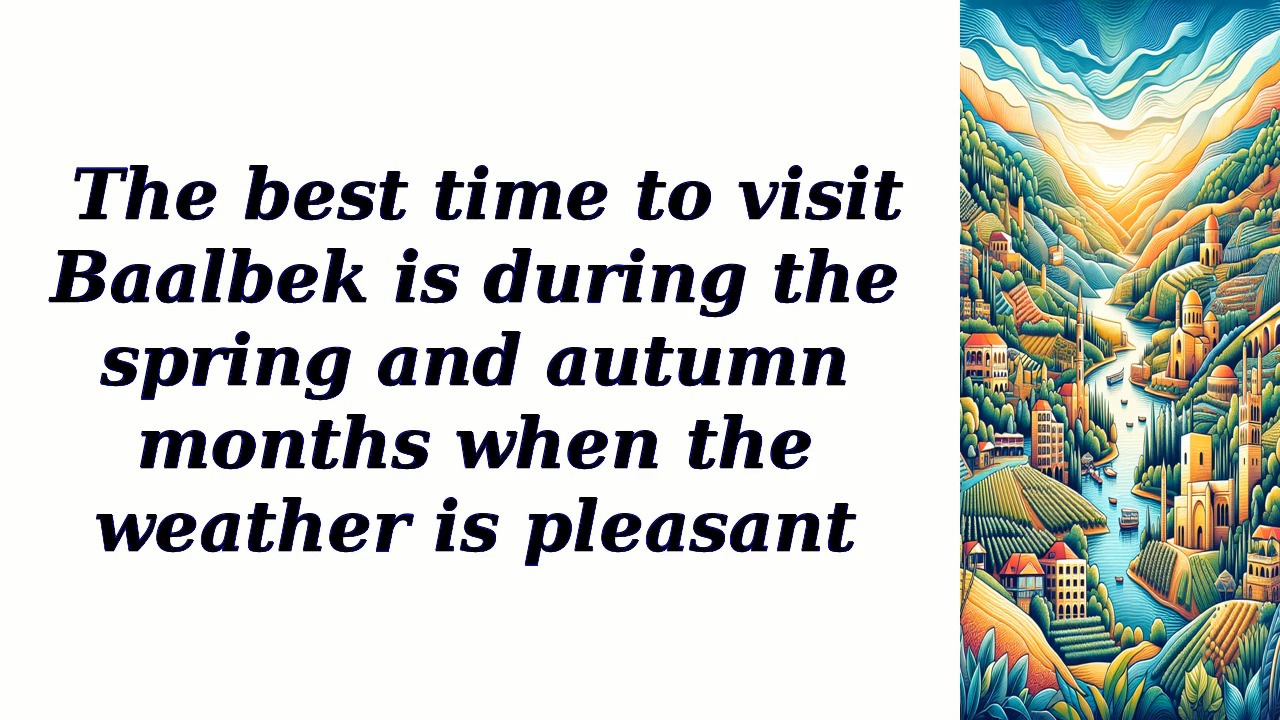 The best time to visit
Baalbek is during the
spring and autumn
months when the
weather is pleasant